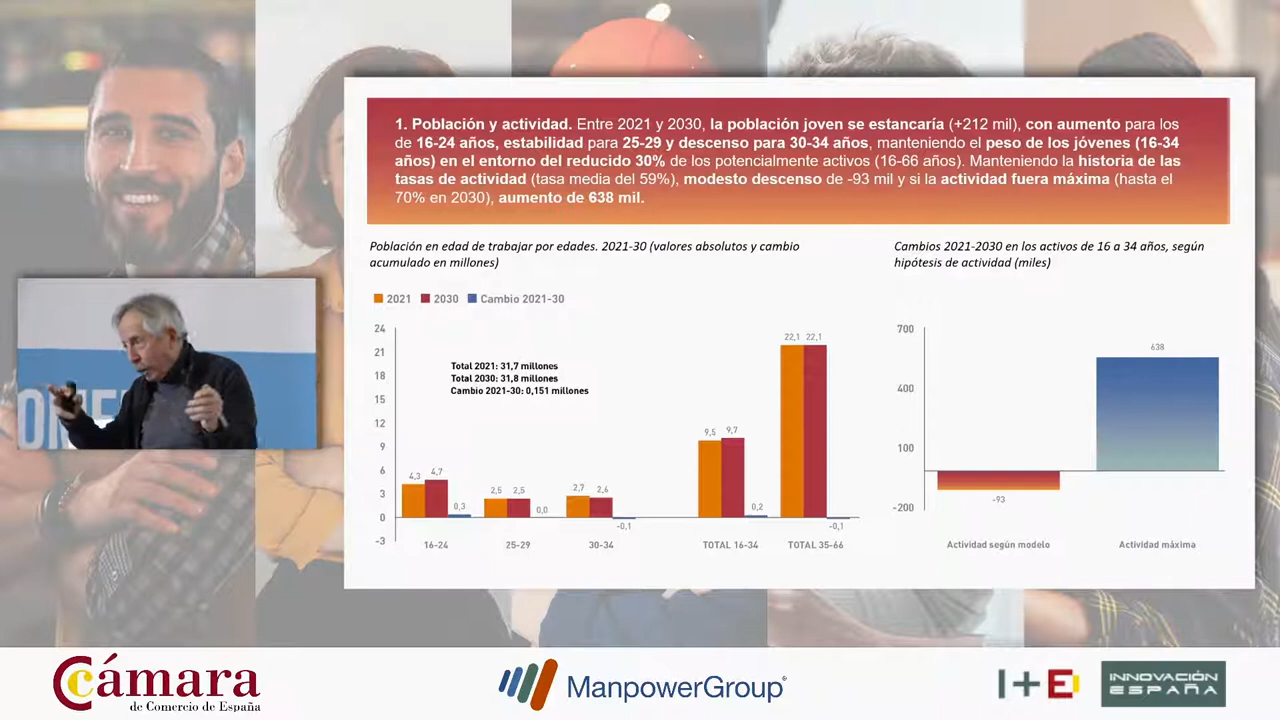 1. Población y actividad. Entre 2021 y 2030, la población joven se estancaría (+212 mil), con aumento para los
de 16-24 años, estabilidad para 25-29 y descenso para 30-34 años, manteniendo el peso de los jóvenes (16-34
años) en el entorno del reducido 30% de los potencialmente activos (16-66 años). Manteniendo la historia de las
tasas de actividad (tasa media del 59%), modesto descenso de -93 mil y si la actividad fuera máxima (hasta el
70% en 2030), aumento de 638 mil.
Población en edad de trabajar por edades. 2021-30 (valores absolutos y cambio
acumulado en millones)
2021 2030 Cambio 2021-30
Total 2021: 31,7 millones
Total 2030: 31,8 millones
Cambio 2021-30: 0,151 millones
24
21
18
15
12
9
6
3
0
-3
4,3 4,7 0,3
2,5 2,5 0,0
2,7 2,6 -0,1
9,5 9,7 0,2
22,1 22,1 -0,1
16-24 25-29 30-34 TOTAL 16-34 TOTAL 35-66
Cambios 2021-2030 en los activos de 16 a 34 años, según
hipótesis de actividad (miles)
700
400
100
-200
-93
638
Actividad según modelo Actividad máxima
Cámara
de Comercio de España
ManpowerGroup
I+E
INNOVACIÓN
ESPAÑA